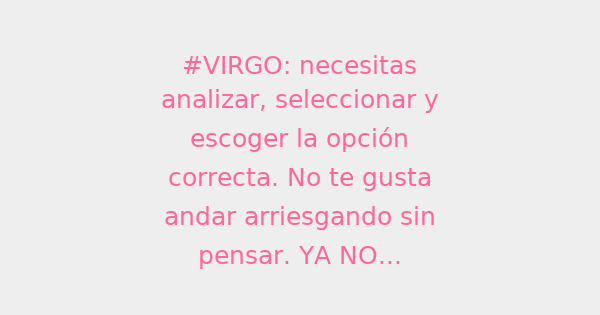 #VIRGO: necesitas
analizar, seleccionar y
escoger la opción
correcta. No te gusta
andar arriesgando sin
pensar. YA NO...